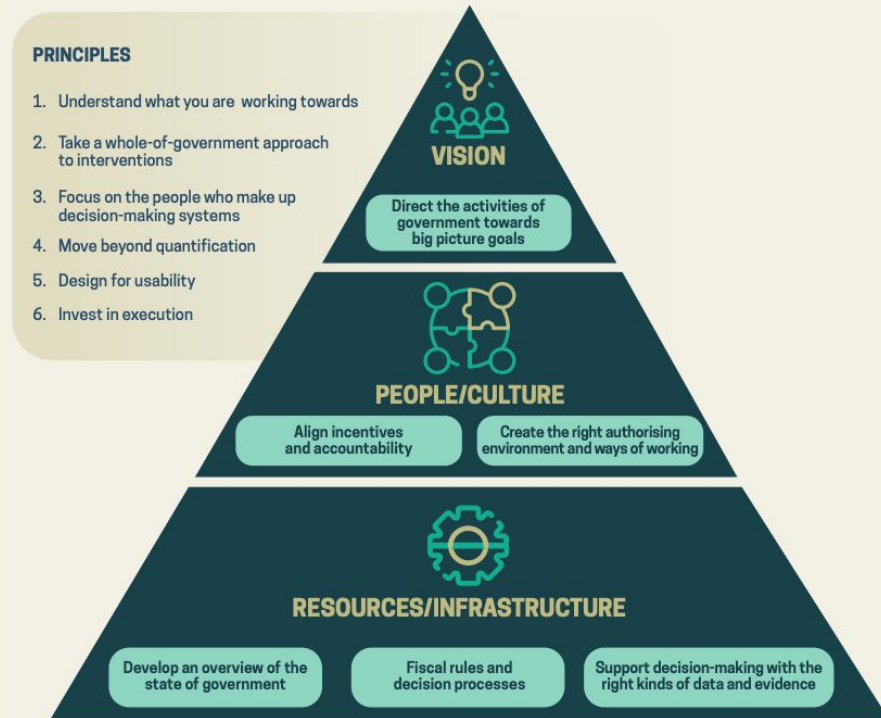 PRINCIPLES
1. Understand what you are working towards
2. Take a whole-of-government approach
to interventions
3. Focus on the people who make up
decision-making systems
4. Move beyond quantification
5. Design for usability
6. Invest in execution
VISION
Direct the activities of
government towards
big picture goals
PEOPLE/CULTURE
Align incentives
and accountability
Create the right authorising
environment and ways of working
RESOURCES/INFRASTRUCTURE
Develop an overview of the
state of government
Fiscal rules and
decision processes
Support decision-making with the
right kinds of data and evidence